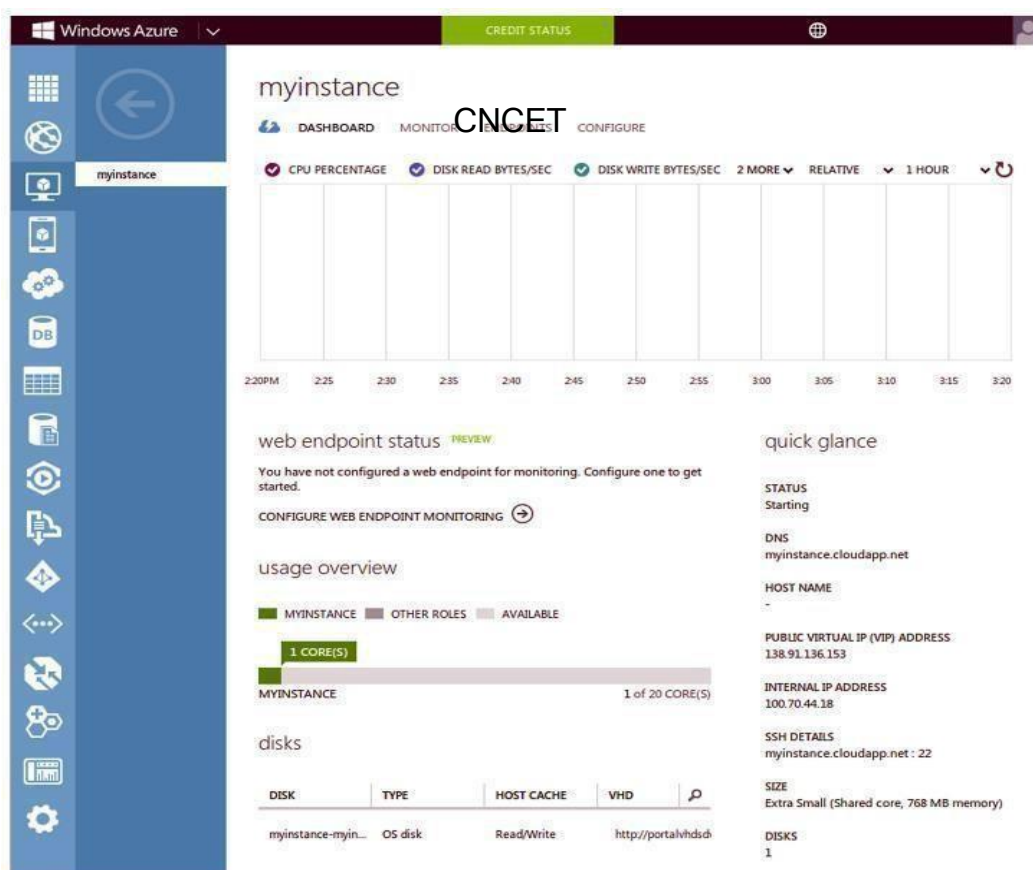 Windows Azure
CREDIT STATUS
myinstance
CNCET
DASHBOARD MONITOR ENDPOINTS CONFIGURE
myinstance
CPU PERCENTAGE DISK READ BYTES/SEC DISK WRITE BYTES/SEC 2 MORE RELATIVE 1 HOUR
2:20PM 2:25 2:30 2:35 2:40 2:45 2:50 2:55 3:00 3:05 3:10 3:15 3:20
web endpoint status PREVIEW
You have not configured a web endpoint for monitoring. Configure one to get
started.
CONFIGURE WEB ENDPOINT MONITORING
usage overview
MYINSTANCE OTHER ROLES AVAILABLE
1 CORE(S)
MYINSTANCE 1 of 20 CORE(S)
disks
DISK TYPE HOST CACHE VHD
myinstance-myin... OS disk Read/Write http://portalvhdsd
quick glance
STATUS
Starting
DNS
myinstance.cloudapp.net
HOST NAME
-
PUBLIC VIRTUAL IP (VIP) ADDRESS
138.91.136.153
INTERNAL IP ADDRESS
100.70.44.18
SSH DETAILS
myinstance.cloudapp.net : 22
SIZE
Extra Small (Shared core, 768 MB memory)
DISKS
1
DB